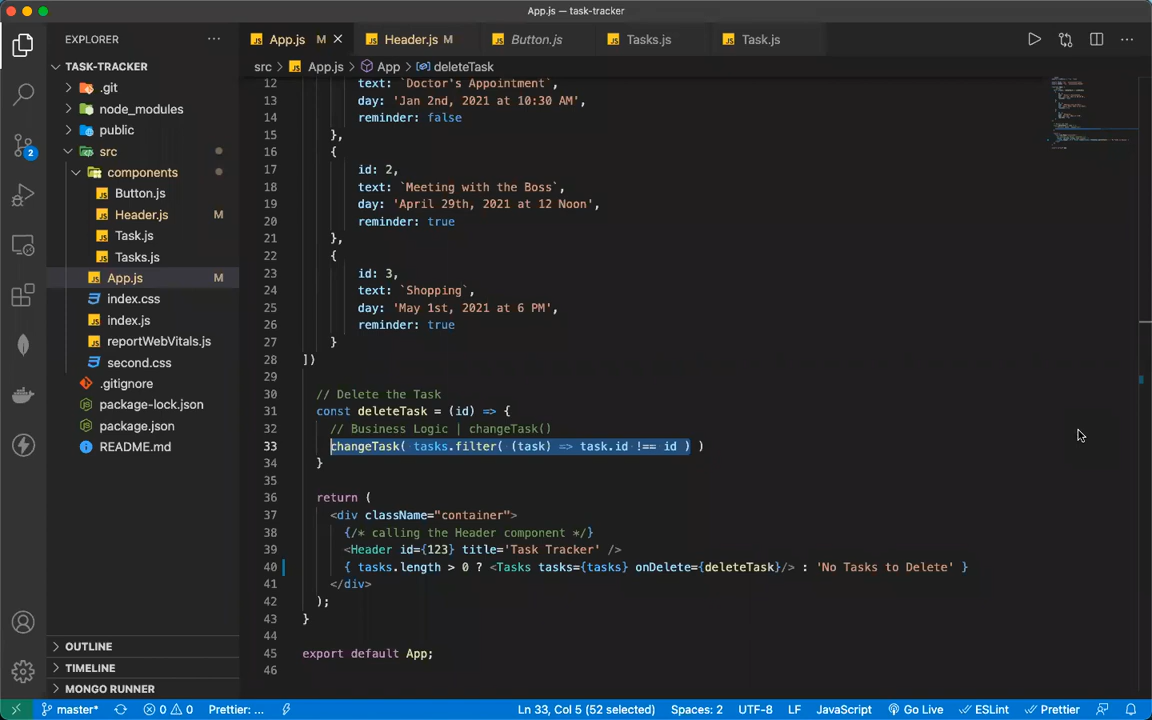 App.js — task-tracker
EXPLORER
···
TASK-TRACKER
.git
node_modules
public
src
components
Button.js
Header.js M
Task.js
Tasks.js
App.js M
index.css
index.js
reportWebVitals.js
second.css
.gitignore
package-lock.json
package.json
README.md
OUTLINE
TIMELINE
MONGO RUNNER
2
App.js M
Header.js M
Button.js
Tasks.js
Task.js
src > App.js > App > deleteTask
12 text: `Doctor's Appointment`,
13 day: 'Jan 2nd, 2021 at 10:30 AM',
14 reminder: false
15 },
16 {
17 id: 2,
18 text: `Meeting with the Boss`,
19 day: 'April 29th, 2021 at 12 Noon',
20 reminder: true
21 },
22 {
23 id: 3,
24 text: `Shopping`,
25 day: 'May 1st, 2021 at 6 PM',
26 reminder: true
27 }
28 ])
29
30 // Delete the Task
31 const deleteTask = (id) => {
32 // Business Logic | changeTask()
33 changeTask( tasks.filter( (task) => task.id !== id ) )
34 }
35
36 return (
37 <div className="container">
38 {/* calling the Header component */}
39 <Header id={123} title='Task Tracker' />
40 { tasks.length > 0 ? <Tasks tasks={tasks} onDelete={deleteTask}/> : 'No Tasks to Delete' }
41 </div>
42 );
43 }
44
45 export default App;
46
master* 0 0 Prettier: ... Ln 33, Col 5 (52 selected) Spaces: 2 UTF-8 LF JavaScript Go Live ESLint Prettier